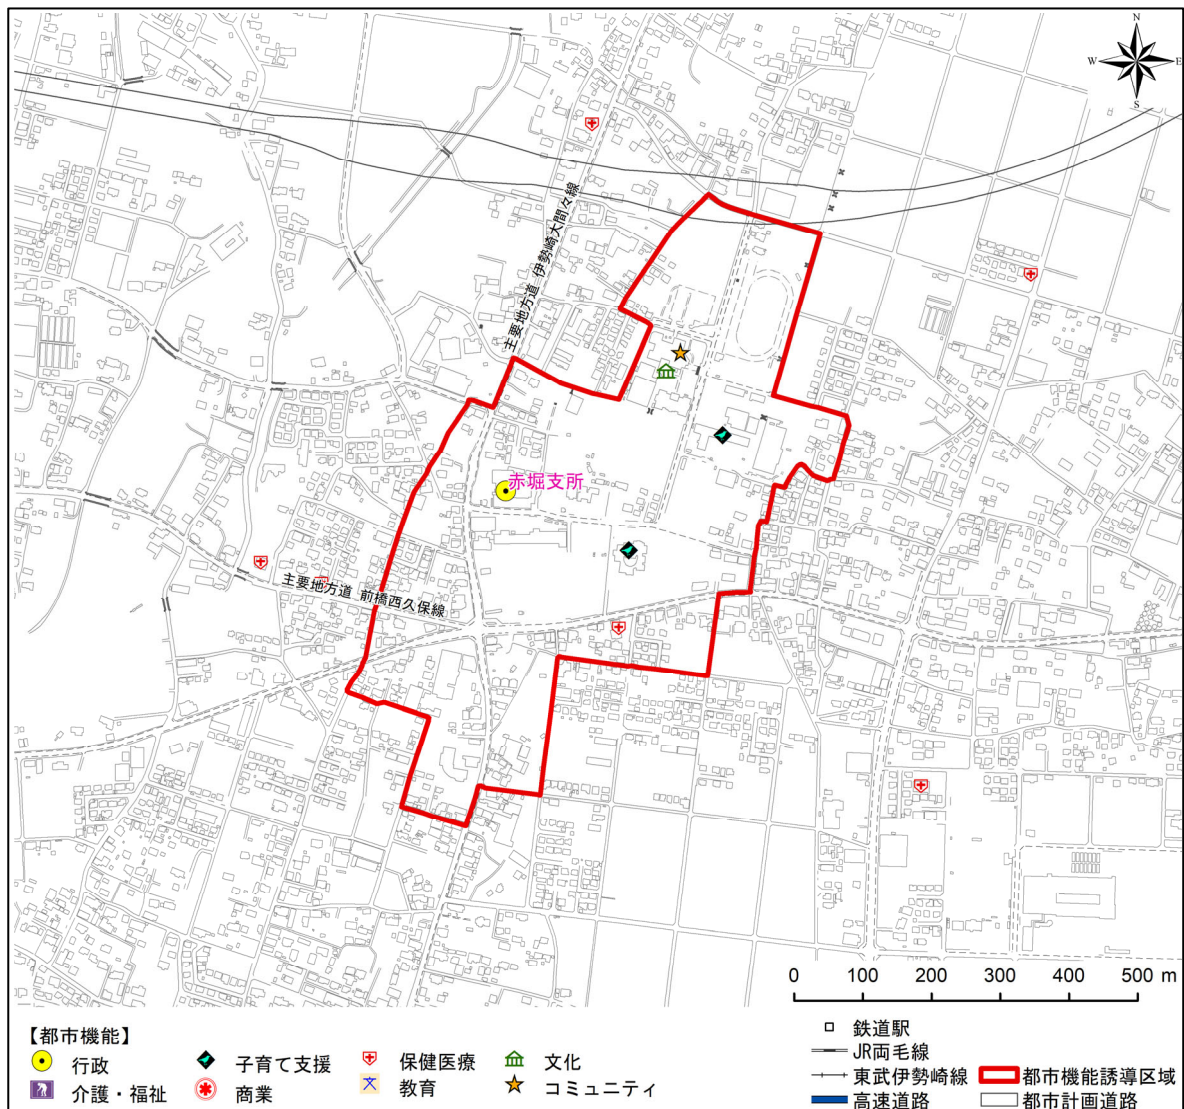 N
W
E
S
主要地方道 伊勢崎大間々線
赤堀支所
主要地方道 前橋西久保線
0 100 200 300 400 500 m
【都市機能】
行政
子育て支援
保健医療
文化
介護・福祉
商業
教育
コミュニティ
鉄道駅
JR両毛線
東武伊勢崎線
都市機能誘導区域
高速道路
都市計画道路